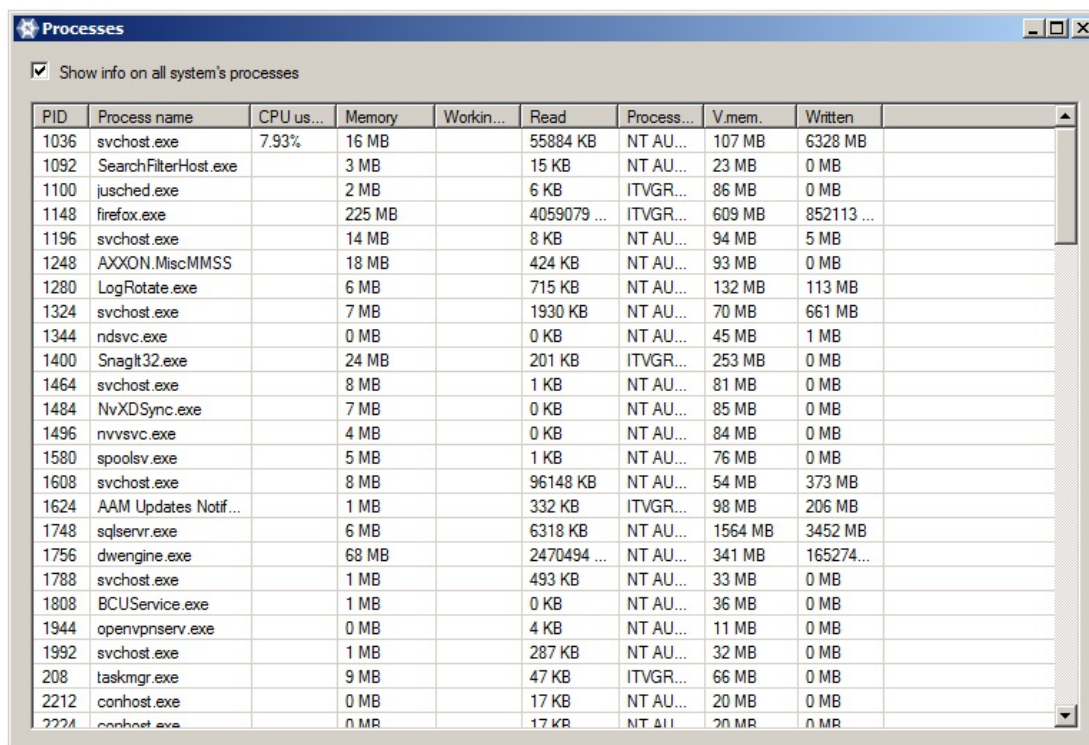 Processes
Show info on all system's processes
PID Process name CPU us... Memory Workin... Read Process... V.mem. Written
1036 svchost.exe 7.93% 16 MB 55884 KB NT AU... 107 MB 6328 MB
1092 SearchFilterHost.exe 3 MB 15 KB NT AU... 23 MB 0 MB
1100 jusched.exe 2 MB 6 KB ITVGR... 86 MB 0 MB
1148 firefox.exe 225 MB 4059079 ... ITVGR... 609 MB 852113 ...
1196 svchost.exe 14 MB 8 KB NT AU... 94 MB 5 MB
1248 AXXON.MiscMMSS 18 MB 424 KB NT AU... 93 MB 0 MB
1280 LogRotate.exe 6 MB 715 KB NT AU... 132 MB 113 MB
1324 svchost.exe 7 MB 1930 KB NT AU... 70 MB 661 MB
1344 ndsvc.exe 0 MB 0 KB NT AU... 45 MB 1 MB
1400 SnagIt32.exe 24 MB 201 KB ITVGR... 253 MB 0 MB
1464 svchost.exe 8 MB 1 KB NT AU... 81 MB 0 MB
1484 NvXDSync.exe 7 MB 0 KB NT AU... 85 MB 0 MB
1496 nvvsvc.exe 4 MB 0 KB NT AU... 84 MB 0 MB
1580 spoolsv.exe 5 MB 1 KB NT AU... 76 MB 0 MB
1608 svchost.exe 8 MB 96148 KB NT AU... 54 MB 373 MB
1624 AAM Updates Notif... 1 MB 332 KB ITVGR... 98 MB 206 MB
1748 sqlservr.exe 6 MB 6318 KB NT AU... 1564 MB 3452 MB
1756 dwengine.exe 68 MB 2470494 ... NT AU... 341 MB 165274...
1788 svchost.exe 1 MB 493 KB NT AU... 33 MB 0 MB
1808 BCUService.exe 1 MB 0 KB NT AU... 36 MB 0 MB
1944 openvpnserv.exe 0 MB 4 KB NT AU... 11 MB 0 MB
1992 svchost.exe 1 MB 287 KB NT AU... 32 MB 0 MB
208 taskmgr.exe 9 MB 47 KB ITVGR... 66 MB 0 MB
2212 conhost.exe 0 MB 17 KB NT AU... 20 MB 0 MB
2224 conhost.exe 0 MB 17 KB NT AU... 20 MB 0 MB